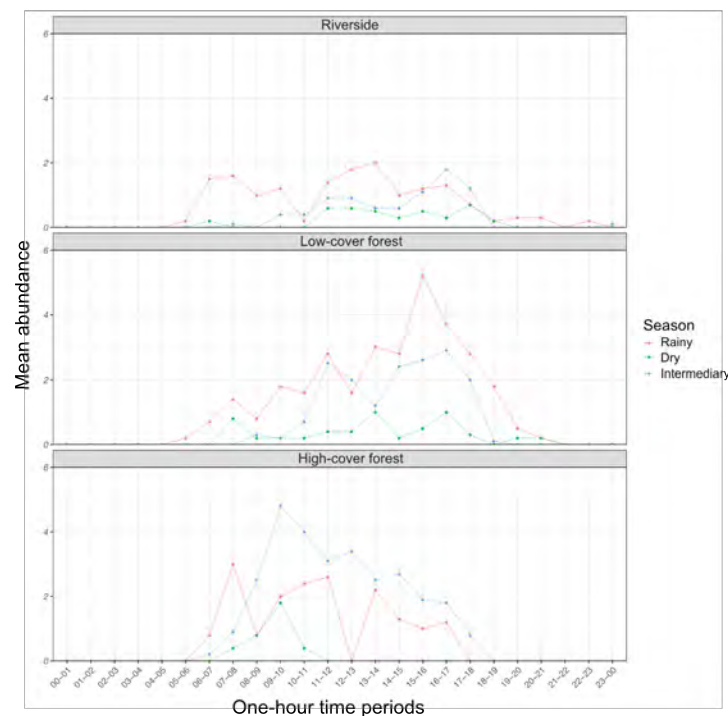 Riverside
6
4
2
0
Low-cover forest
6
4
2
0
High-cover forest
6
4
2
0
Mean abundance
Season
Rainy
Dry
Intermediary
00–01 01–02 02–03 03–04 04–05 05–06 06–07 07–08 08–09 09–10 10–11 11–12 12–13 13–14 14–15 15–16 16–17 17–18 18–19 19–20 20–21 21–22 22–23 23–00
One-hour time periods